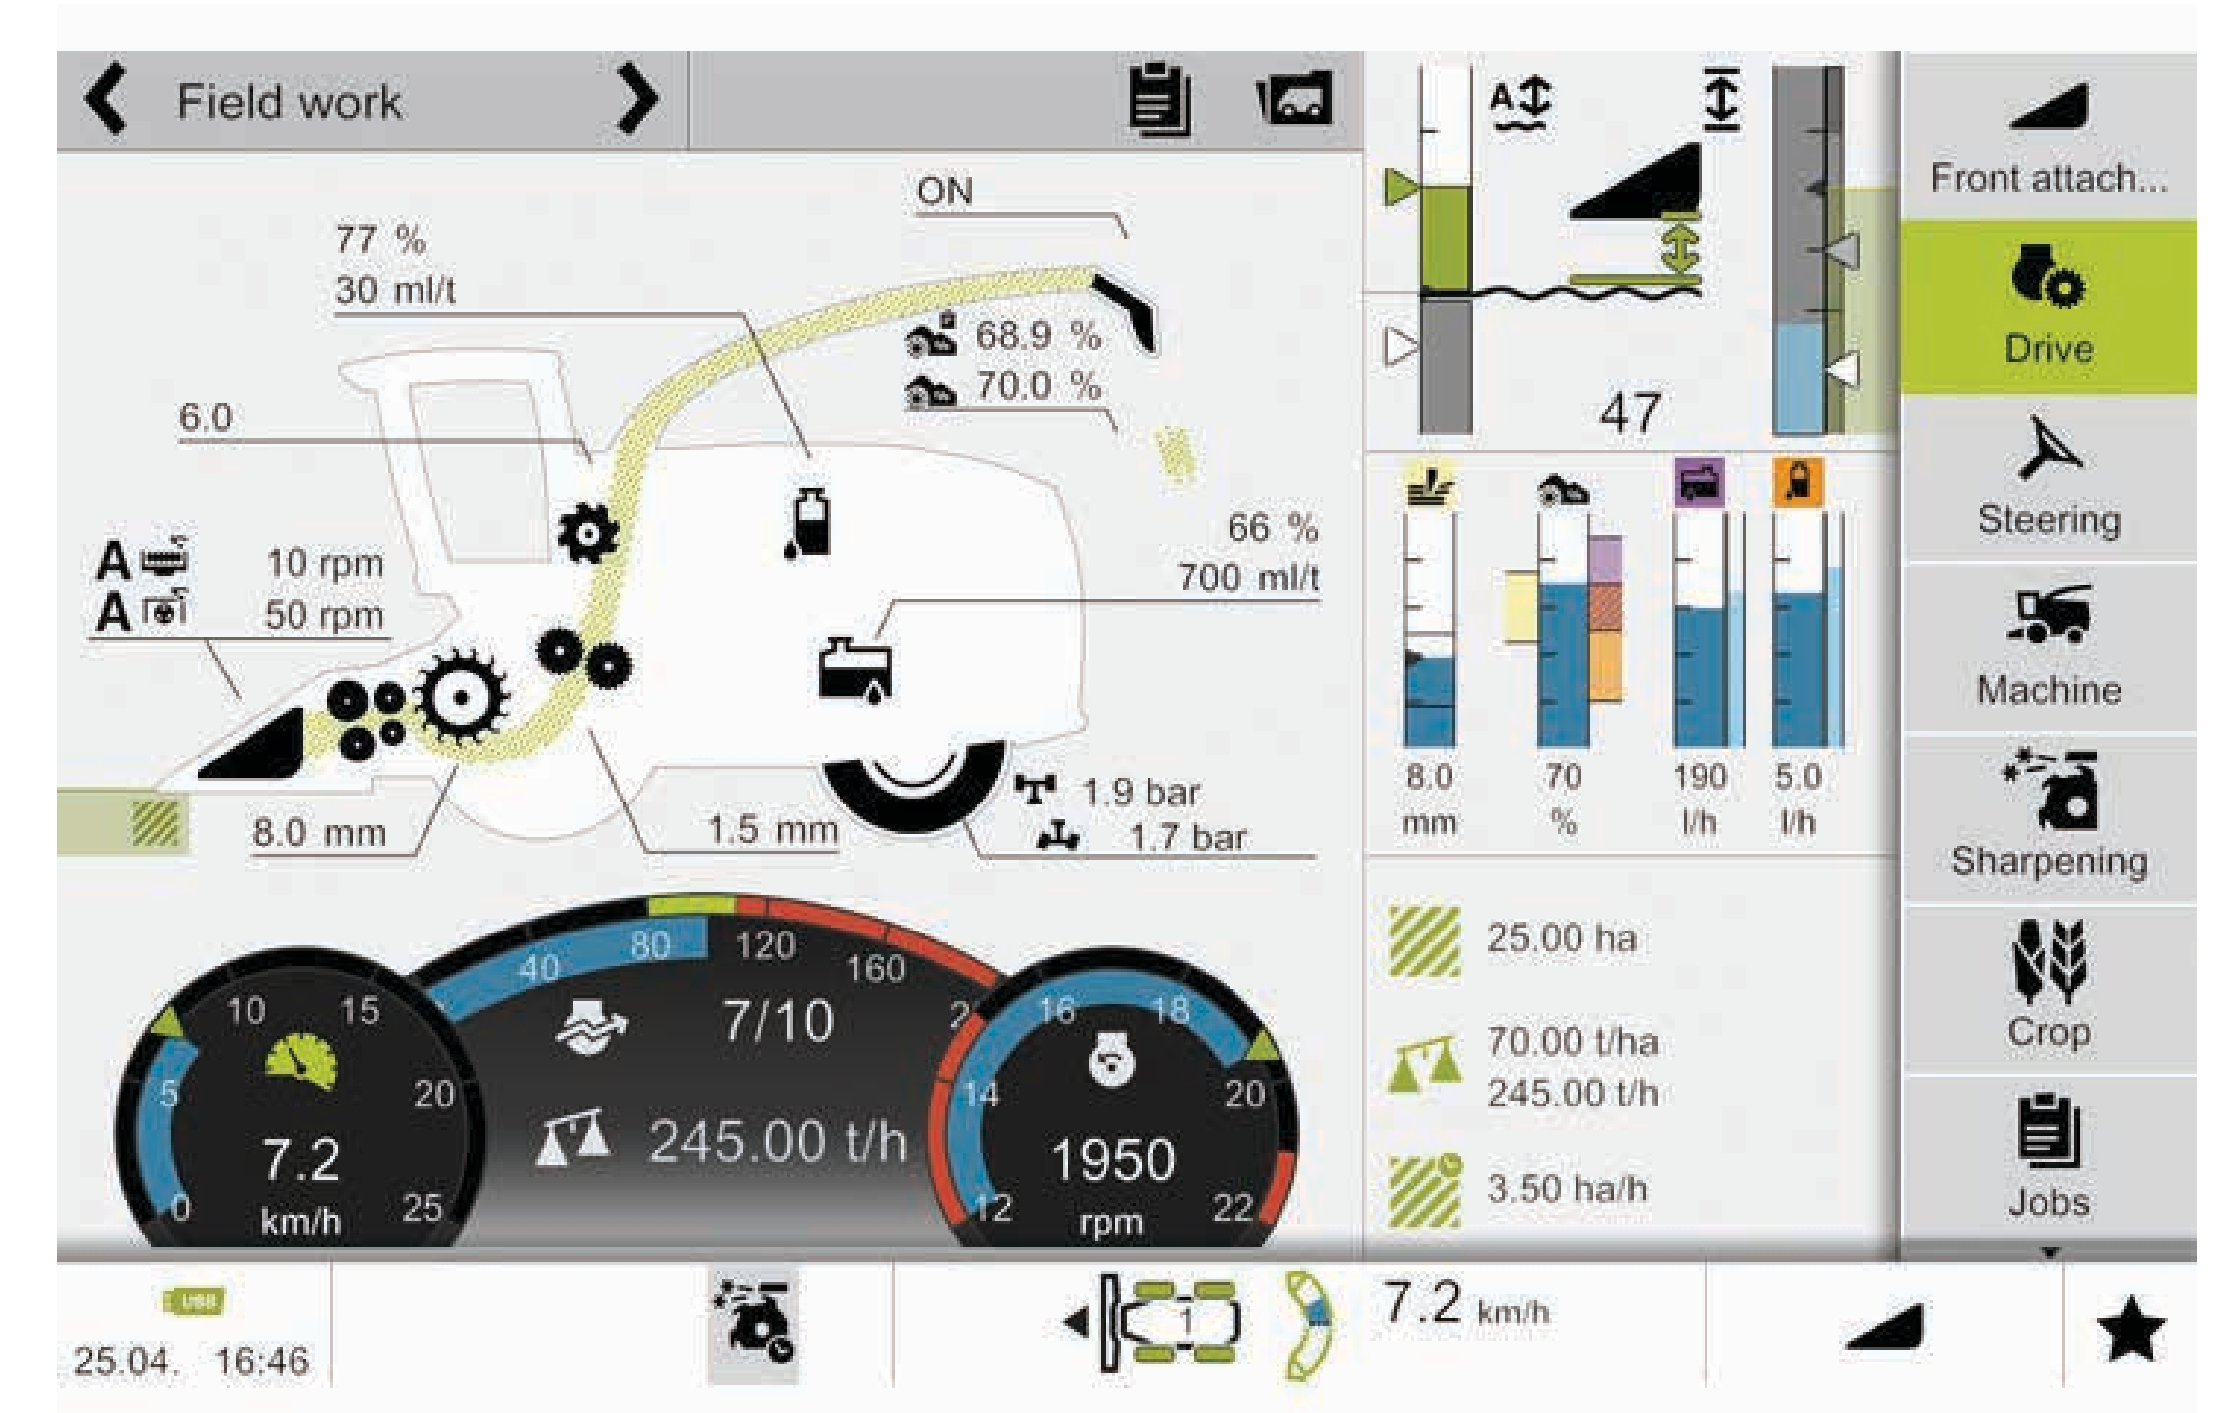 Field work
ON
77 %
30 ml/t
68.9 %
70.0 %
6.0
66 %
700 ml/t
A 10 rpm
A 50 rpm
8.0 mm
1.5 mm
1.9 bar
1.7 bar
0 5 10 15 20 25
7.2
km/h
40 80 120 160 2
7/10
245.00 t/h
12 14 16 18 20 22
1950
rpm
A
47
8.0 70 190 5.0
mm % l/h l/h
25.00 ha
70.00 t/ha
245.00 t/h
3.50 ha/h
Front attach...
Drive
Steering
Machine
Sharpening
Crop
Jobs
USB
25.04. 16:46
1
7.2 km/h